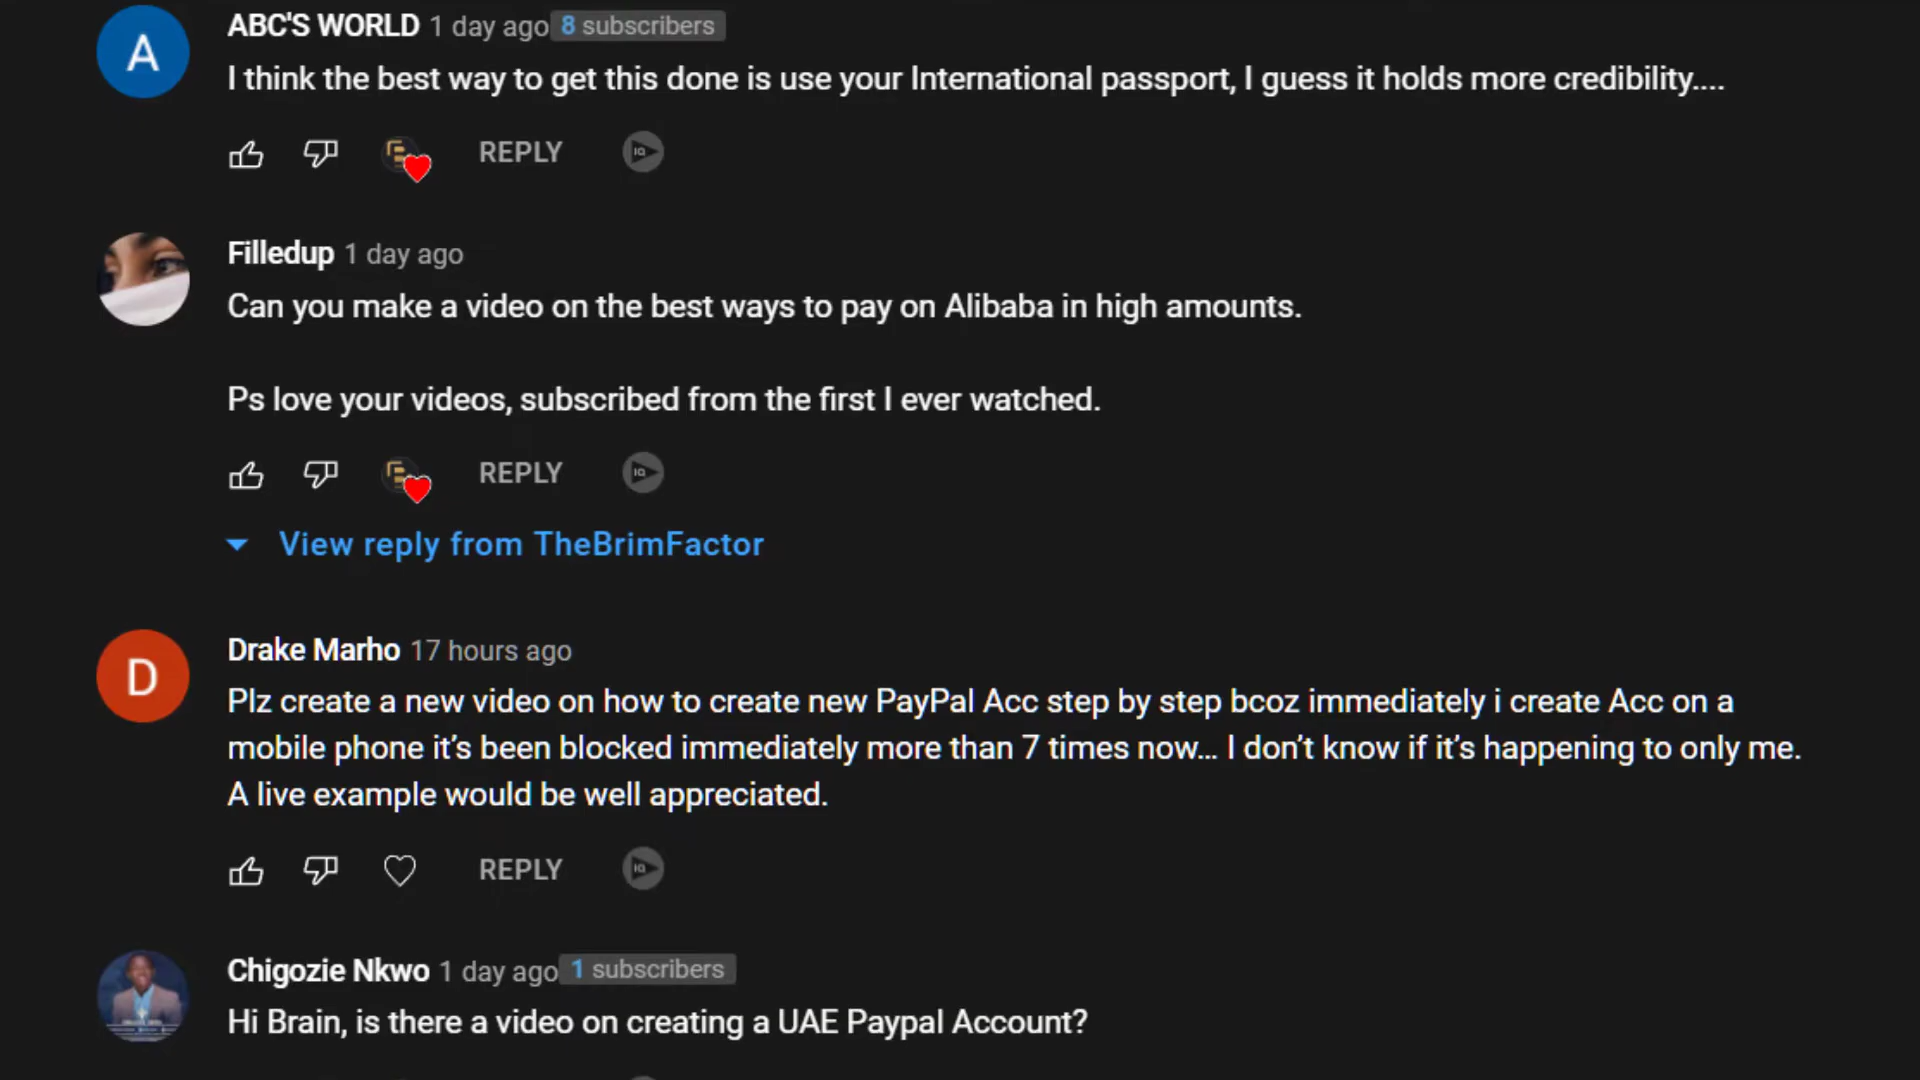 A
ABC'S WORLD 1 day ago 8 subscribers
I think the best way to get this done is use your International passport, I guess it holds more credibility....
REPLY IQ
Filledup 1 day ago
Can you make a video on the best ways to pay on Alibaba in high amounts.
Ps love your videos, subscribed from the first I ever watched.
REPLY IQ
View reply from TheBrimFactor
D
Drake Marho 17 hours ago
Plz create a new video on how to create new PayPal Acc step by step bcoz immediately i create Acc on a
mobile phone it’s been blocked immediately more than 7 times now... I don’t know if it’s happening to only me.
A live example would be well appreciated.
REPLY IQ
Chigozie Nkwo 1 day ago 1 subscribers
Hi Brain, is there a video on creating a UAE Paypal Account?